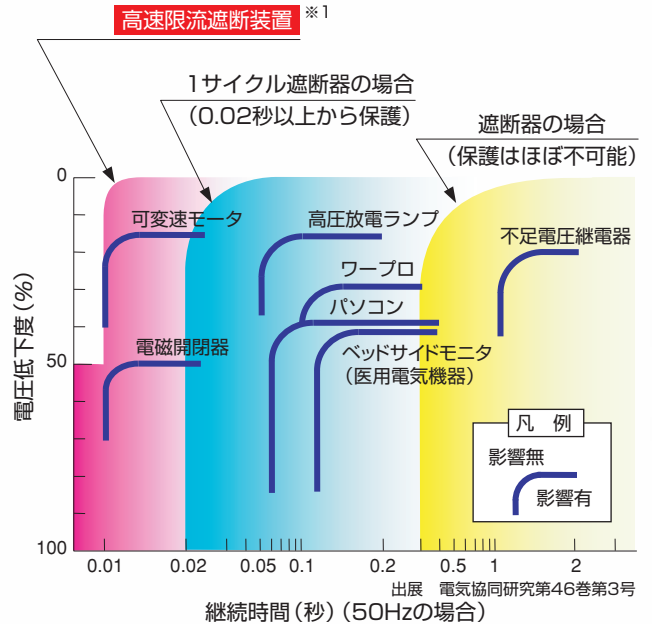 高速限流遮断装置 ※1
1サイクル遮断器の場合
(0.02秒以上から保護)
遮断器の場合
(保護はほぼ不可能)
電圧低下度(%)
0
50
100
可変速モータ
高圧放電ランプ
不足電圧継電器
ワープロ
パソコン
電磁開閉器
ベッドサイドモニタ
(医用電気機器)
凡 例
影響無
影響有
0.01 0.02 0.05 0.1 0.2 0.5 1 2
出展 電気協同研究第46巻第3号
継続時間(秒)(50Hzの場合)